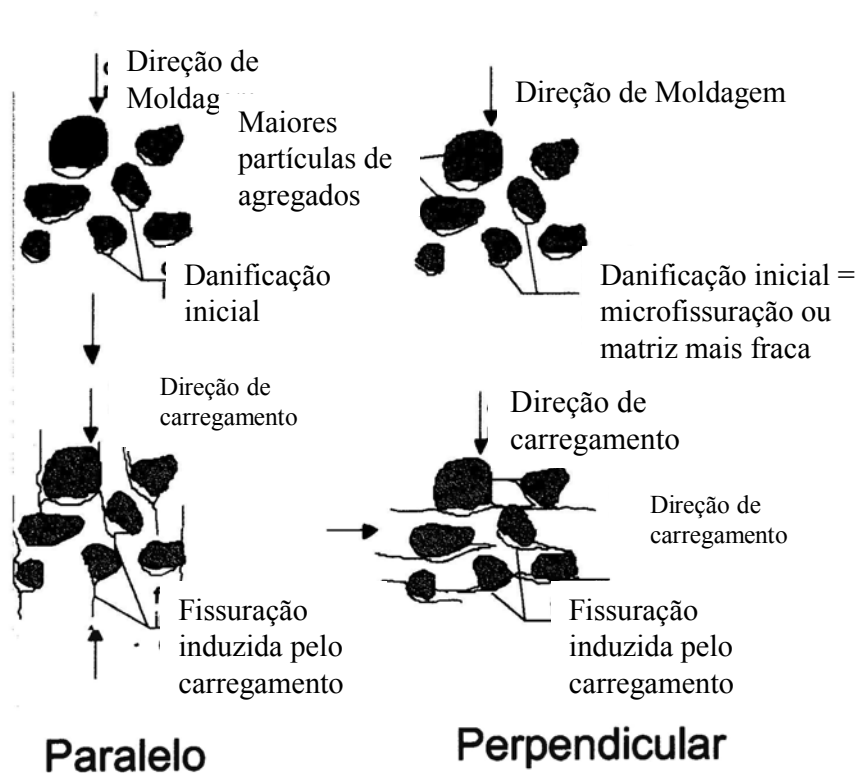 Direção de
Moldag
Maiores
partículas de
agregados
Danificação
inicial
Direção de
carregamento
Fissuração
induzida pelo
carregamento
Paralelo
Direção de Moldagem
Danificação inicial =
microfissuração ou
matriz mais fraca
Direção de
carregamento
Direção de
carregamento
Fissuração
induzida pelo
carregamento
Perpendicular